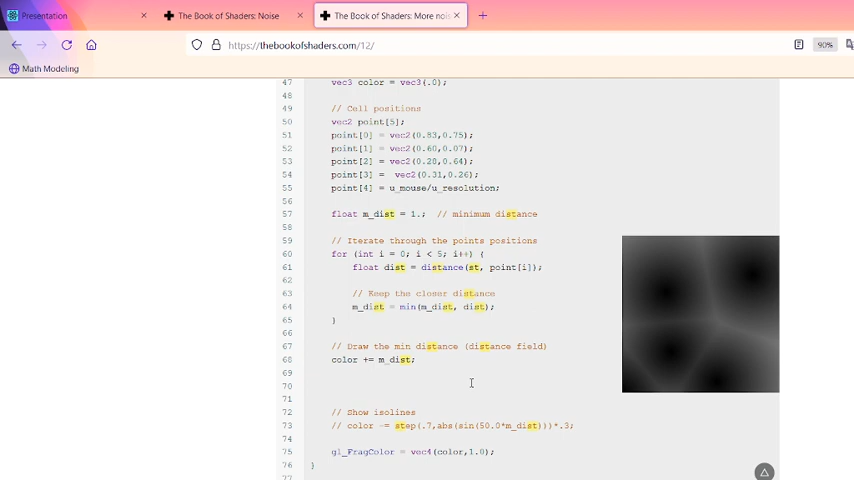 Presentation
The Book of Shaders: Noise
The Book of Shaders: More nois
https://thebookofshaders.com/12/
90%
Math Modeling
47 vec3 color = vec3(.0);
48
49 // Cell positions
50 vec2 point[5];
51 point[0] = vec2(0.83,0.75);
52 point[1] = vec2(0.60,0.07);
53 point[2] = vec2(0.28,0.64);
54 point[3] =  vec2(0.31,0.26);
55 point[4] = u_mouse/u_resolution;
56
57 float m_dist = 1.;  // minimum distance
58
59 // Iterate through the points positions
60 for (int i = 0; i < 5; i++) {
61 float dist = distance(st, point[i]);
62
63 // Keep the closer distance
64 m_dist = min(m_dist, dist);
65 }
66
67 // Draw the min distance (distance field)
68 color += m_dist;
69
70
71
72 // Show isolines
73 // color -= step(.7,abs(sin(50.0*m_dist)))*.3;
74
75 gl_FragColor = vec4(color,1.0);
76 }
77